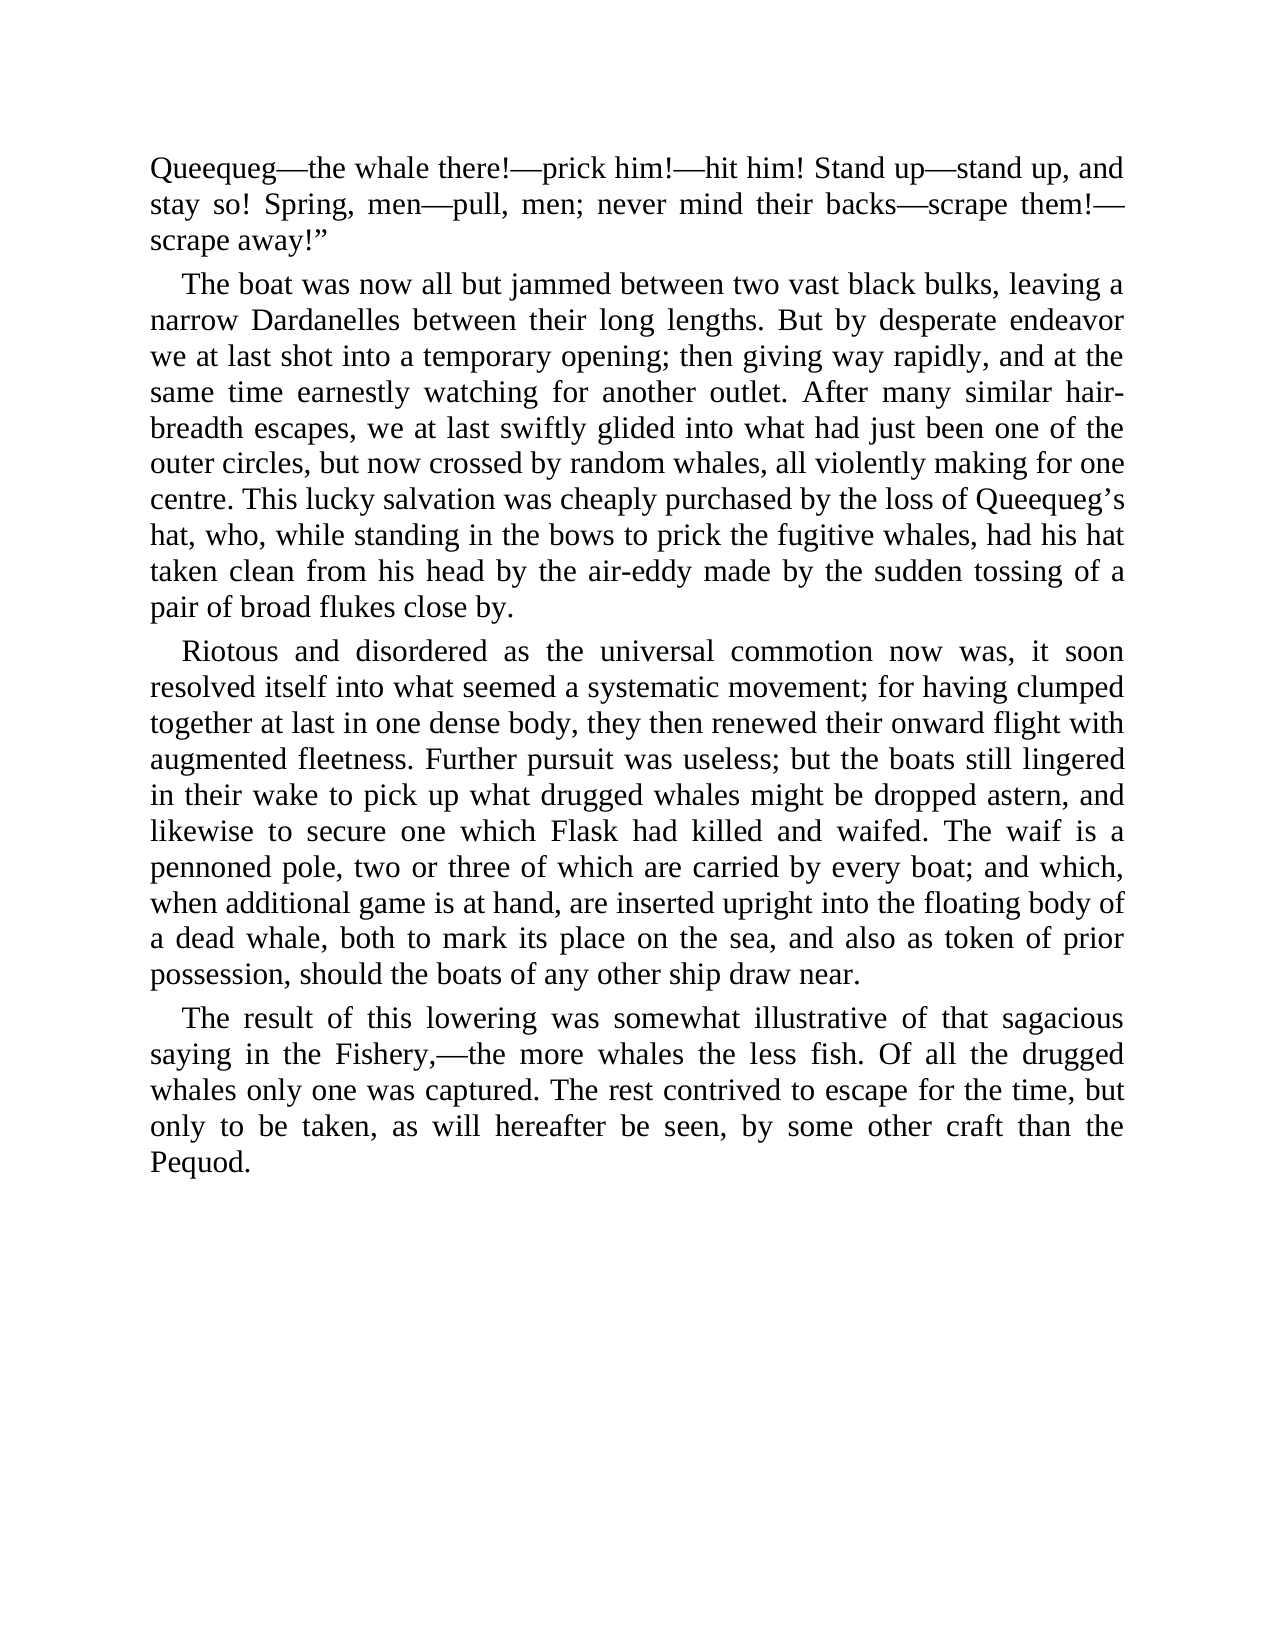 Queequeg—the whale there!—prick him!—hit him! Stand up—stand up, and
stay so! Spring, men—pull, men; never mind their backs—scrape them!—
scrape away!”
The boat was now all but jammed between two vast black bulks, leaving a
narrow Dardanelles between their long lengths. But by desperate endeavor
we at last shot into a temporary opening; then giving way rapidly, and at the
same time earnestly watching for another outlet. After many similar hair-
breadth escapes, we at last swiftly glided into what had just been one of the
outer circles, but now crossed by random whales, all violently making for one
centre. This lucky salvation was cheaply purchased by the loss of Queequeg’s
hat, who, while standing in the bows to prick the fugitive whales, had his hat
taken clean from his head by the air-eddy made by the sudden tossing of a
pair of broad flukes close by.
Riotous and disordered as the universal commotion now was, it soon
resolved itself into what seemed a systematic movement; for having clumped
together at last in one dense body, they then renewed their onward flight with
augmented fleetness. Further pursuit was useless; but the boats still lingered
in their wake to pick up what drugged whales might be dropped astern, and
likewise to secure one which Flask had killed and waifed. The waif is a
pennoned pole, two or three of which are carried by every boat; and which,
when additional game is at hand, are inserted upright into the floating body of
a dead whale, both to mark its place on the sea, and also as token of prior
possession, should the boats of any other ship draw near.
The result of this lowering was somewhat illustrative of that sagacious
saying in the Fishery,—the more whales the less fish. Of all the drugged
whales only one was captured. The rest contrived to escape for the time, but
only to be taken, as will hereafter be seen, by some other craft than the
Pequod.